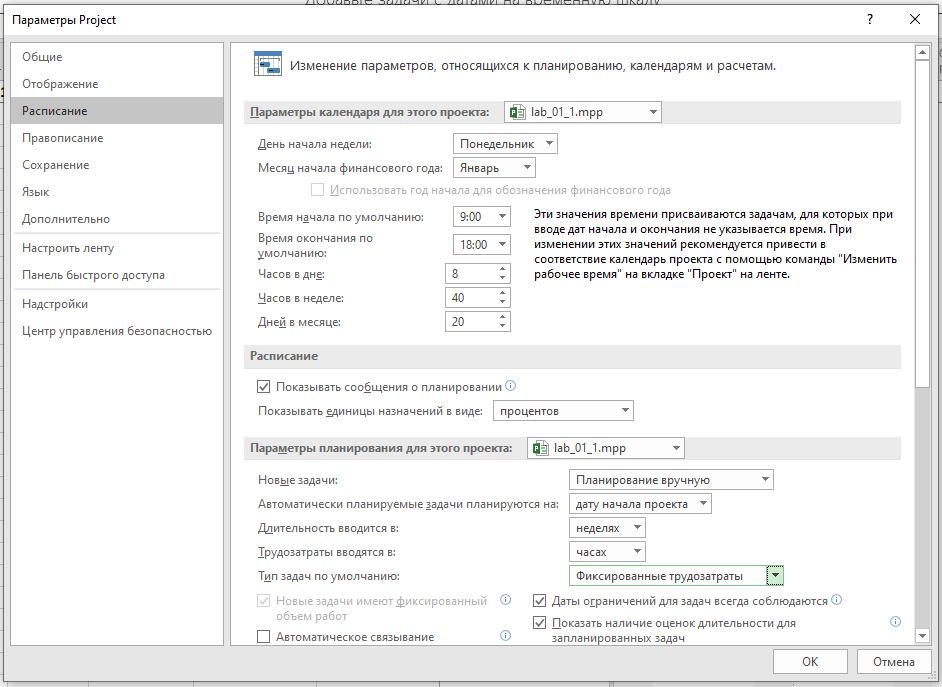 Добавьте задачи с датами на временную шкалу
Параметры Project
?
Общие
Отображение
Расписание
Правописание
Сохранение
Язык
Дополнительно
Настроить ленту
Панель быстрого доступа
Надстройки
Центр управления безопасностью
Изменение параметров, относящихся к планированию, календарям и расчетам.
Параметры календаря для этого проекта: lab_01_1.mpp
День начала недели: Понедельник
Месяц начала финансового года: Январь
Использовать год начала для обозначения финансового года
Время начала по умолчанию: 9:00
Время окончания по
умолчанию: 18:00
Часов в дне: 8
Часов в неделе: 40
Дней в месяце: 20
Эти значения времени присваиваются задачам, для которых при
вводе дат начала и окончания не указывается время. При
изменении этих значений рекомендуется привести в
соответствие календарь проекта с помощью команды "Изменить
рабочее время" на вкладке "Проект" на ленте.
Расписание
Показывать сообщения о планировании
Показывать единицы назначений в виде: процентов
Параметры планирования для этого проекта: lab_01_1.mpp
Новые задачи: Планирование вручную
Автоматически планируемые задачи планируются на: дату начала проекта
Длительность вводится в: неделях
Трудозатраты вводятся в: часах
Тип задач по умолчанию: Фиксированные трудозатраты
Новые задачи имеют фиксированный
объем работ
Автоматическое связывание
Даты ограничений для задач всегда соблюдаются
Показать наличие оценок длительности для
запланированных задач
ОК
Отмена